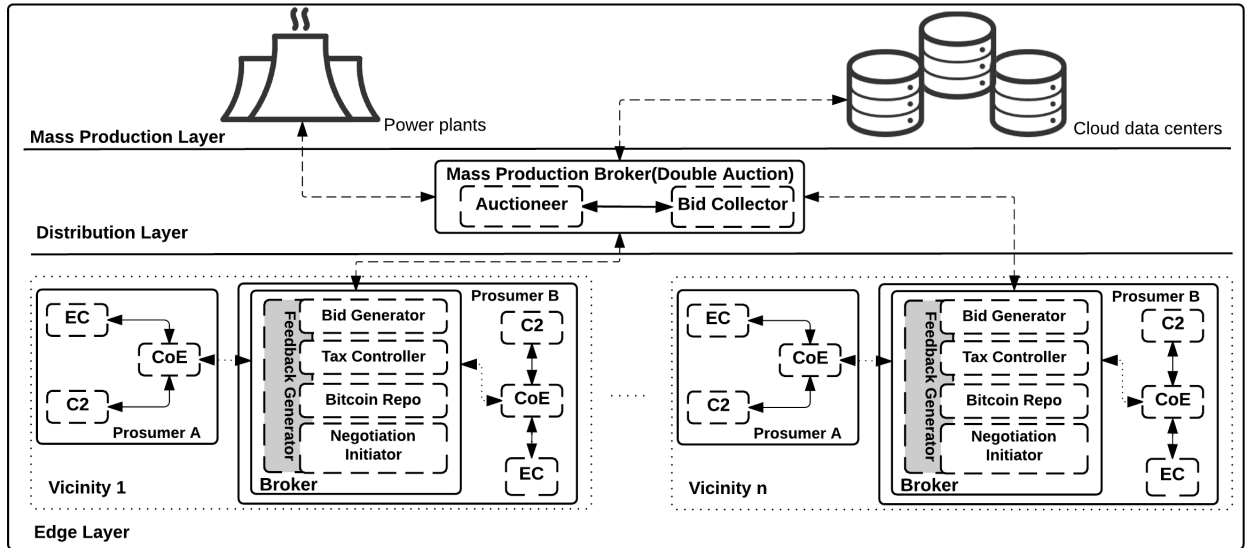 Power plants
Cloud data centers
Mass Production Layer
Mass Production Broker(Double Auction)
Auctioneer
Bid Collector
Distribution Layer
EC
CoE
C2
Prosumer A
Feedback Generator
Bid Generator
Tax Controller
Bitcoin Repo
Negotiation
Initiator
Broker
Prosumer B
C2
CoE
EC
Vicinity 1
EC
CoE
C2
Prosumer A
Feedback Generator
Bid Generator
Tax Controller
Bitcoin Repo
Negotiation
Initiator
Broker
Prosumer B
C2
CoE
EC
Vicinity n
Edge Layer